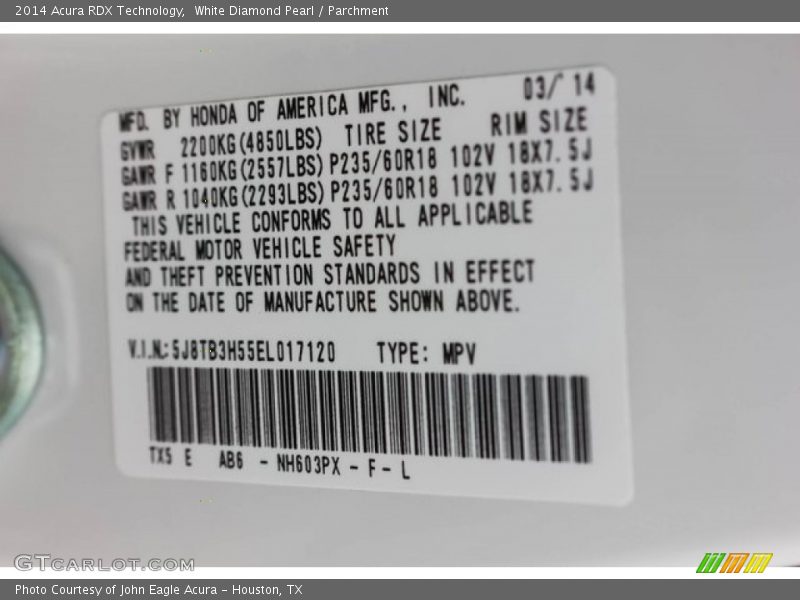 2014 Acura RDX Technology, White Diamond Pearl / Parchment
MFD. BY HONDA OF AMERICA MFG., INC. 03/ 14
GVWR 2200KG(4850LBS) TIRE SIZE RIM SIZE
GAWR F 1160KG(2557LBS) P235/60R18 102V 18X7.5J
GAWR R 1040KG(2293LBS) P235/60R18 102V 18X7.5J
THIS VEHICLE CONFORMS TO ALL APPLICABLE
FEDERAL MOTOR VEHICLE SAFETY
AND THEFT PREVENTION STANDARDS IN EFFECT
ON THE DATE OF MANUFACTURE SHOWN ABOVE.
V.I.N.: 5J8TB3H55EL017120 TYPE: MPV
TX5 E AB6 - NH603PX - F - L
GTCARLOT.COM
Photo Courtesy of John Eagle Acura - Houston, TX